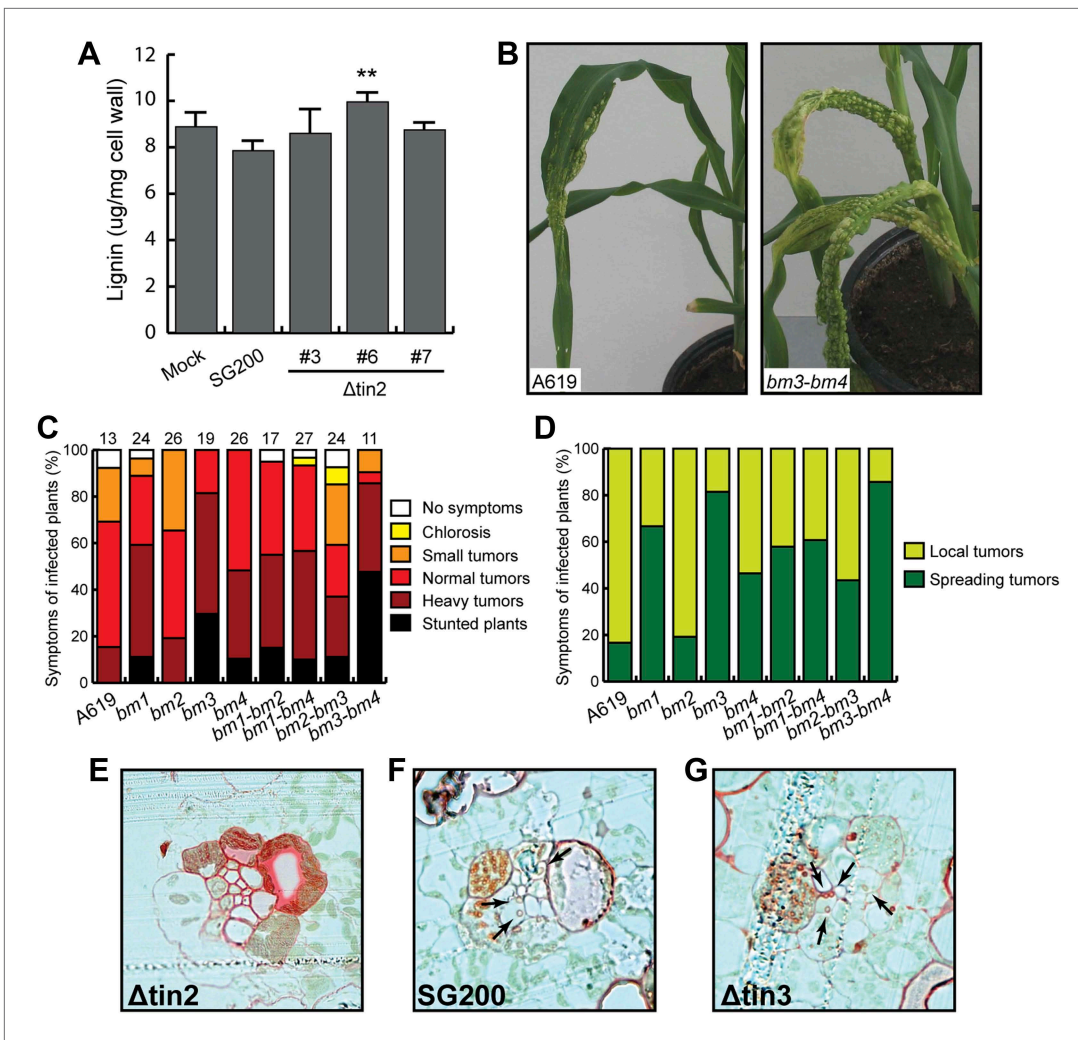 A
Lignin (ug/mg cell wall)
12
10
8
6
4
2
0
**
Mock
SG200
#3
#6
#7
Δtin2
B
A619
bm3-bm4
C
Symptoms of infected plants (%)
100
80
60
40
20
0
13 24 26 19 26 17 27 24 11
A619
bm1
bm2
bm3
bm4
bm1-bm2
bm1-bm4
bm2-bm3
bm3-bm4
No symptoms
Chlorosis
Small tumors
Normal tumors
Heavy tumors
Stunted plants
D
Symptoms of infected plants (%)
100
80
60
40
20
0
A619
bm1
bm2
bm3
bm4
bm1-bm2
bm1-bm4
bm2-bm3
bm3-bm4
Local tumors
Spreading tumors
E
Δtin2
F
SG200
G
Δtin3